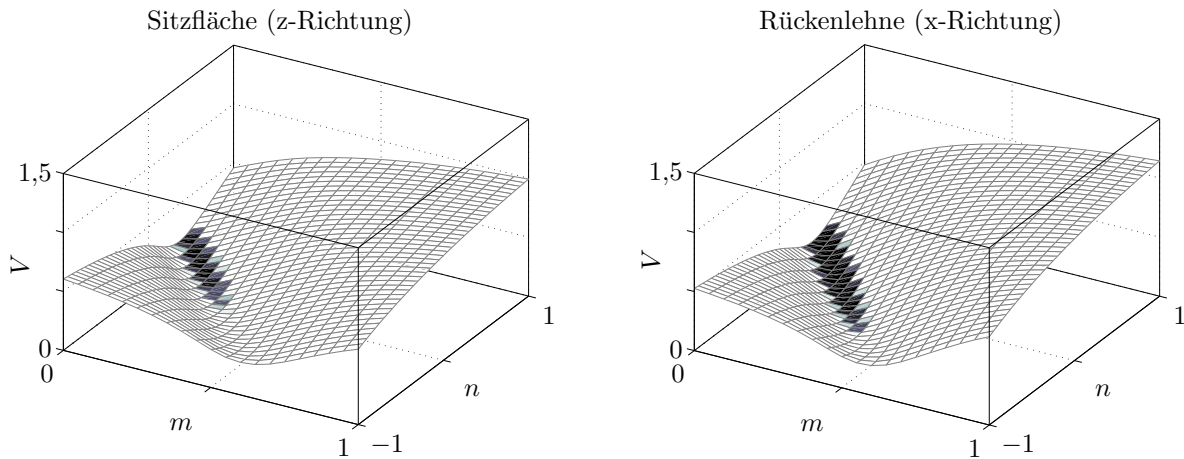 Sitzfläche (z-Richtung)
1,5
V
0
0
m
1
−1
n
1
Rückenlehne (x-Richtung)
1,5
V
0
0
m
1
−1
n
1